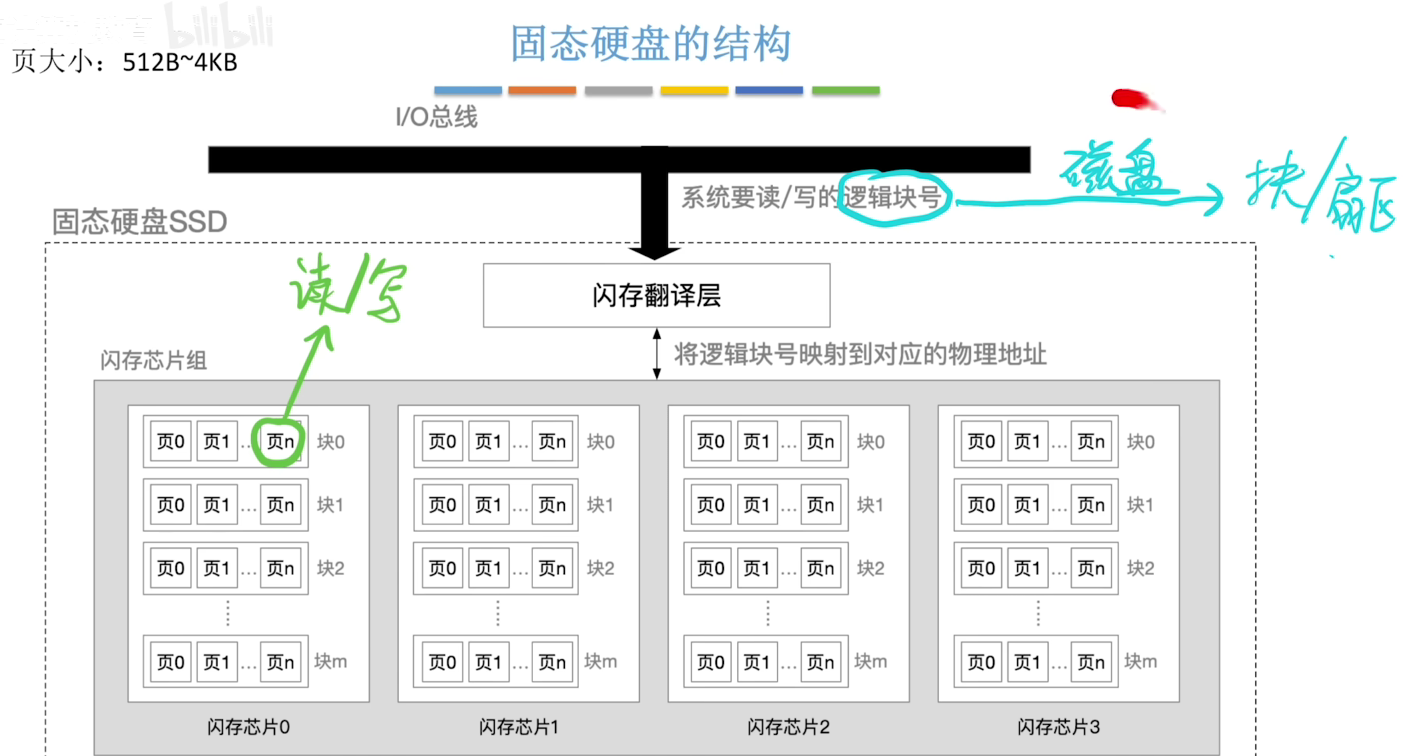 bilibili
固态硬盘的结构
页大小：512B~4KB
I/O总线
系统要读/写的逻辑块号
磁盘
块/扇区
固态硬盘SSD
读/写
闪存翻译层
将逻辑块号映射到对应的物理地址
闪存芯片组
页0 页1 … 页n 块0 页0 页1 … 页n 块0 页0 页1 … 页n 块0 页0 页1 … 页n 块0
页0 页1 … 页n 块1 页0 页1 … 页n 块1 页0 页1 … 页n 块1 页0 页1 … 页n 块1
页0 页1 … 页n 块2 页0 页1 … 页n 块2 页0 页1 … 页n 块2 页0 页1 … 页n 块2
页0 页1 … 页n 块m 页0 页1 … 页n 块m 页0 页1 … 页n 块m 页0 页1 … 页n 块m
闪存芯片0 闪存芯片1 闪存芯片2 闪存芯片3